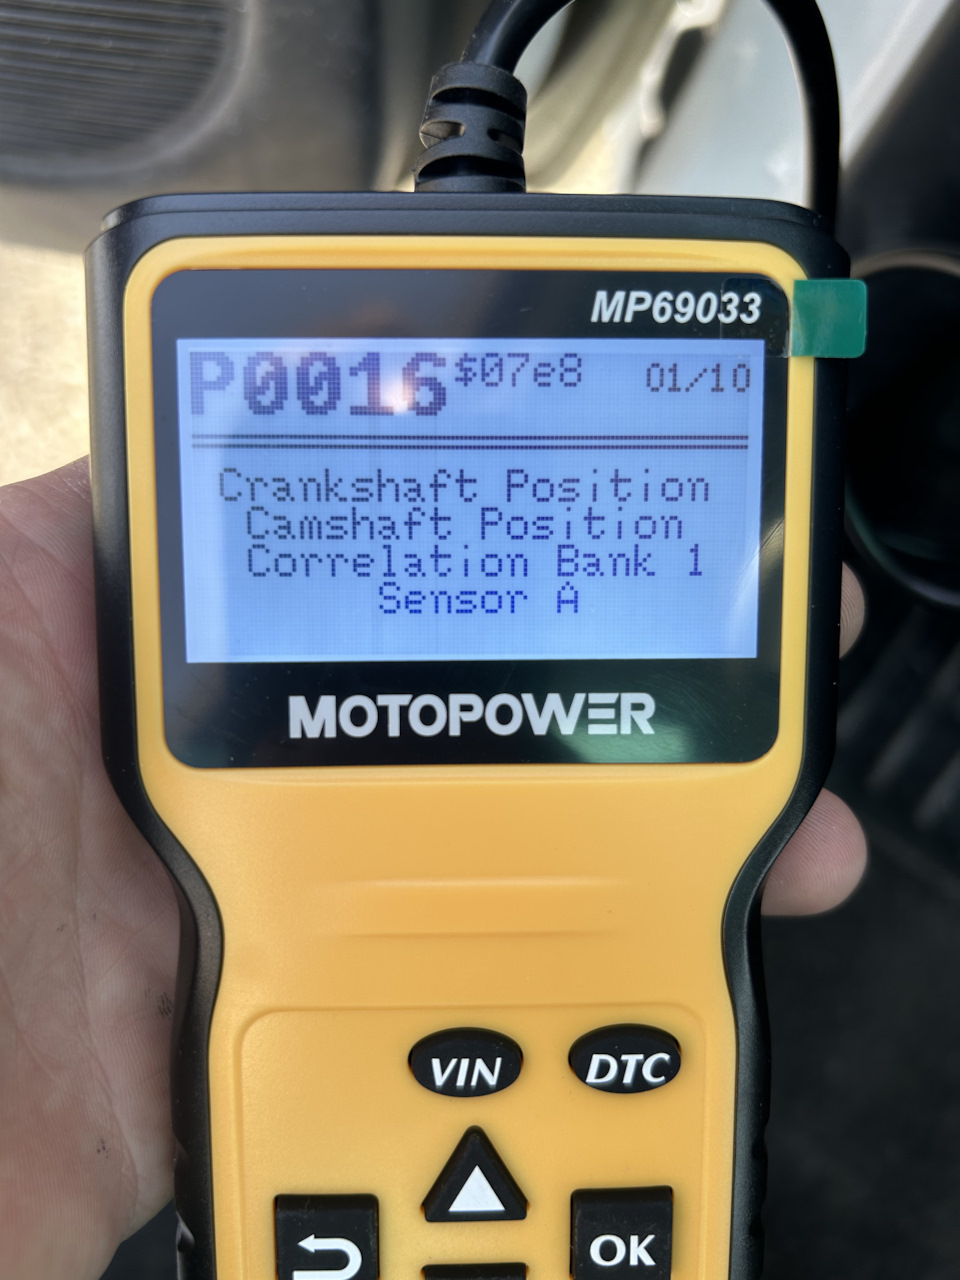 MP69033
P0016 $07e8 01/10
Crankshaft Position
Camshaft Position
Correlation Bank 1
Sensor A
MOTOPOWER
VIN DTC
OK